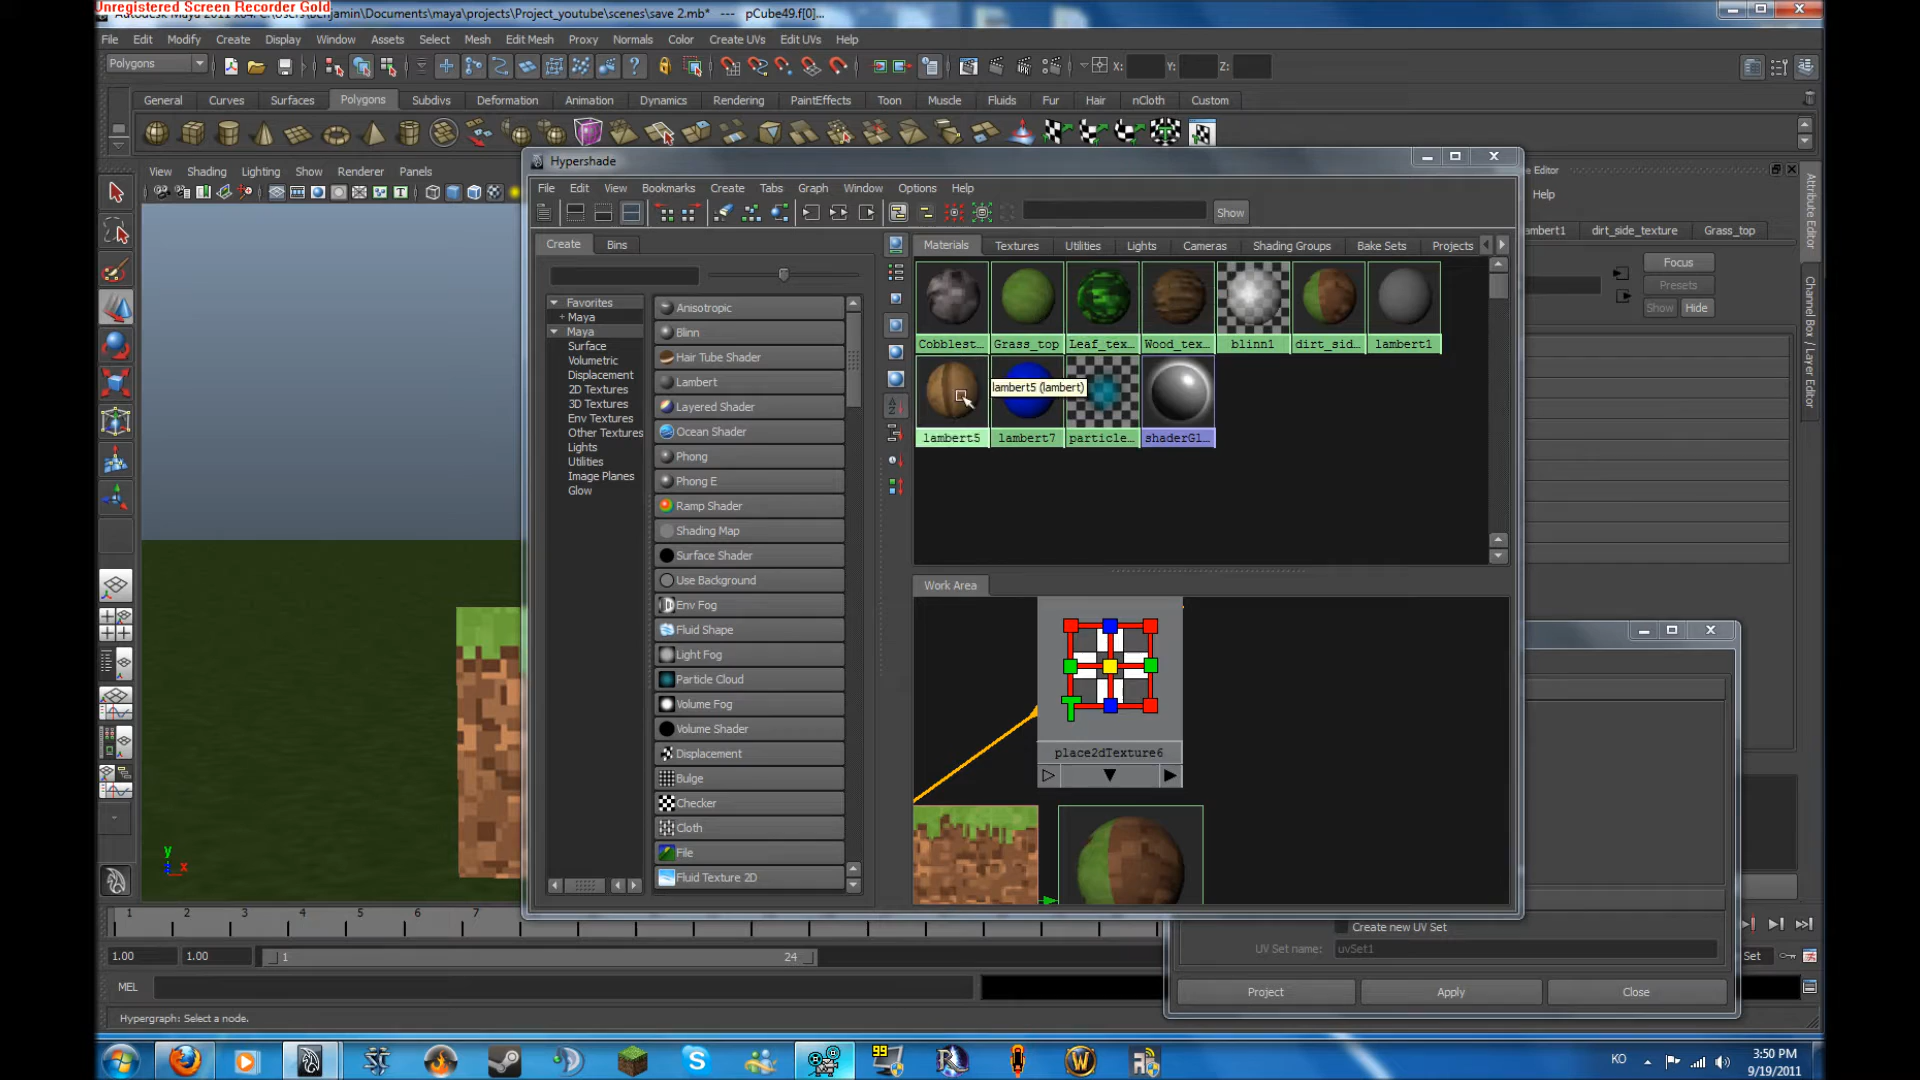 Unregistered Screen Recorder Gold
Autodesk Maya 2011 x64: C:\Users\Benjamin\Documents\maya\projects\Project_youtube\scenes\save 2.mb* --- pCube49.f[0]...
File Edit Modify Create Display Window Assets Select Mesh Edit Mesh Proxy Normals Color Create UVs Edit UVs Help
Polygons X: Y: Z:
General Curves Surfaces Polygons Subdivs Deformation Animation Dynamics Rendering PaintEffects Toon Muscle Fluids Fur Hair nCloth Custom
View Shading Lighting Show Renderer Panels
Hypershade
File Edit View Bookmarks Create Tabs Graph Window Options Help
Show
Create Bins
Materials Textures Utilities Lights Cameras Shading Groups Bake Sets Projects
Favorites
+ Maya
Maya
Surface
Volumetric
Displacement
2D Textures
3D Textures
Env Textures
Other Textures
Lights
Utilities
Image Planes
Glow
Anisotropic
Blinn
Hair Tube Shader
Lambert
Layered Shader
Ocean Shader
Phong
Phong E
Ramp Shader
Shading Map
Surface Shader
Use Background
Env Fog
Fluid Shape
Light Fog
Particle Cloud
Volume Fog
Volume Shader
Displacement
Bulge
Checker
Cloth
File
Fluid Texture 2D
Cobblest... Grass_top Leaf_tex... Wood_tex... blinn1 dirt_sid... lambert1
lambert5 (lambert)
lambert5 lambert7 particle... shaderGl...
Work Area
place2dTexture6
Editor
Help
lambert1 dirt_side_texture Grass_top
Focus
Presets
Show Hide
Attribute Editor
Channel Box / Layer Editor
Create new UV Set
UV Set name: uvSet1
Project Apply Close
1 2 3 4 5 6 7
1.00 1.00 1 24 Set
MEL
Hypergraph: Select a node.
99
KO
3:50 PM
9/19/2011